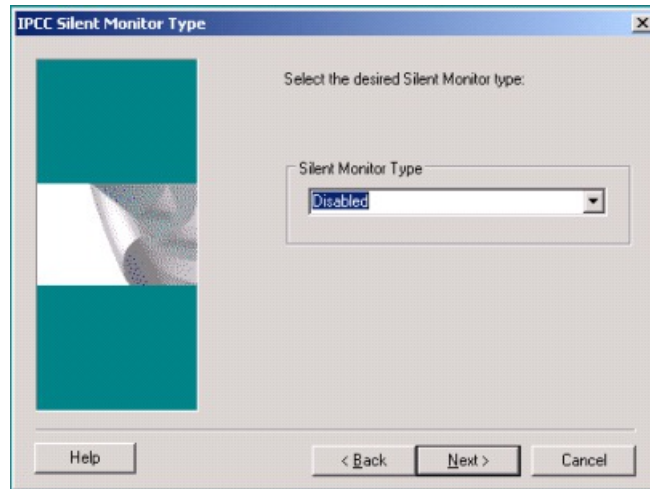 IPCC Silent Monitor Type
Select the desired Silent Monitor type:
Silent Monitor Type
Disabled
Help
< Back
Next >
Cancel